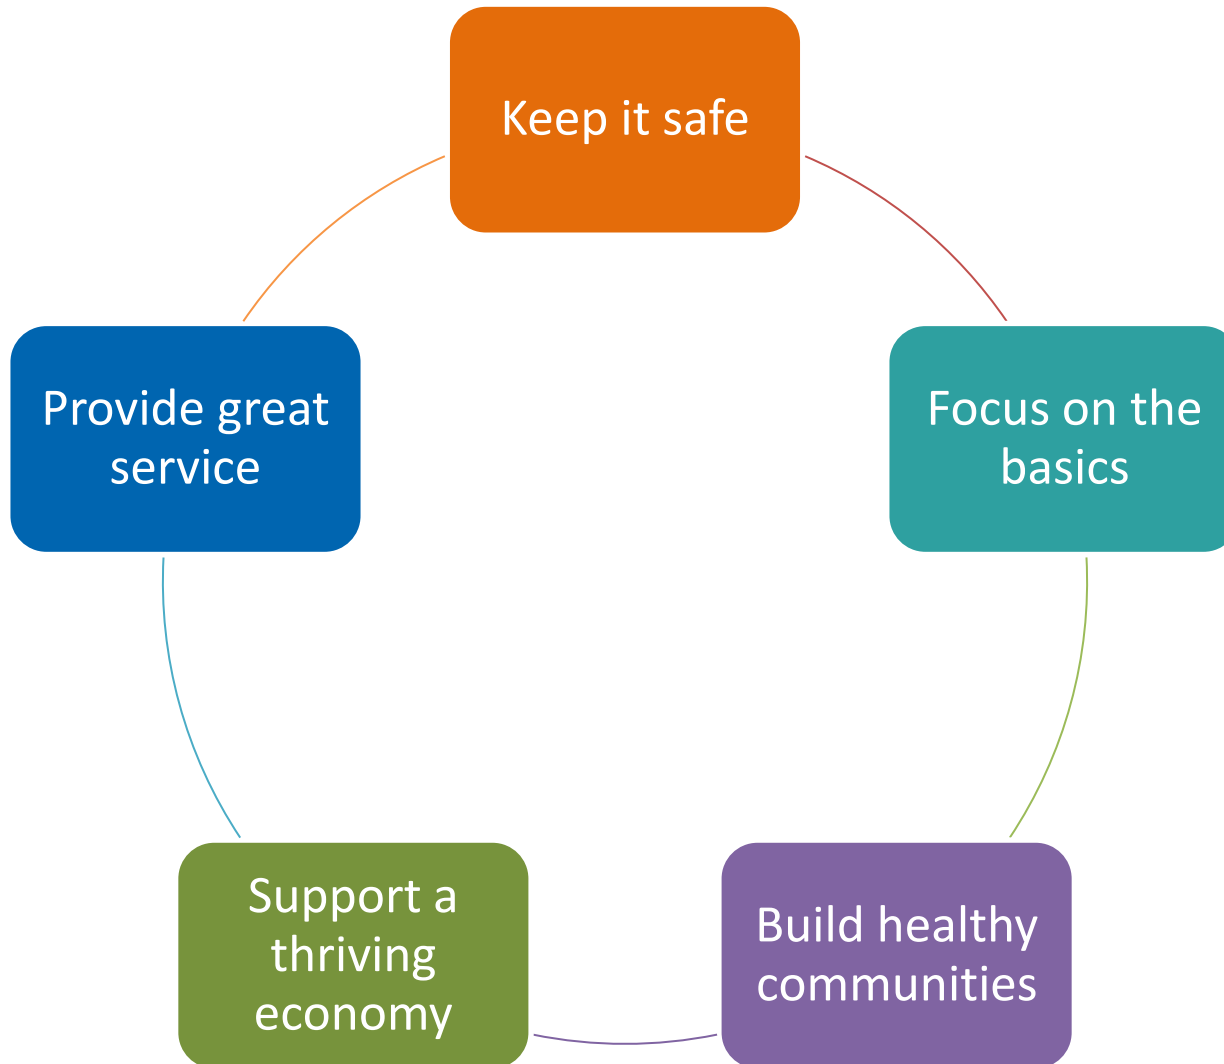 Keep it safe
Focus on the
basics
Build healthy
communities
Support a
thriving
economy
Provide great
service